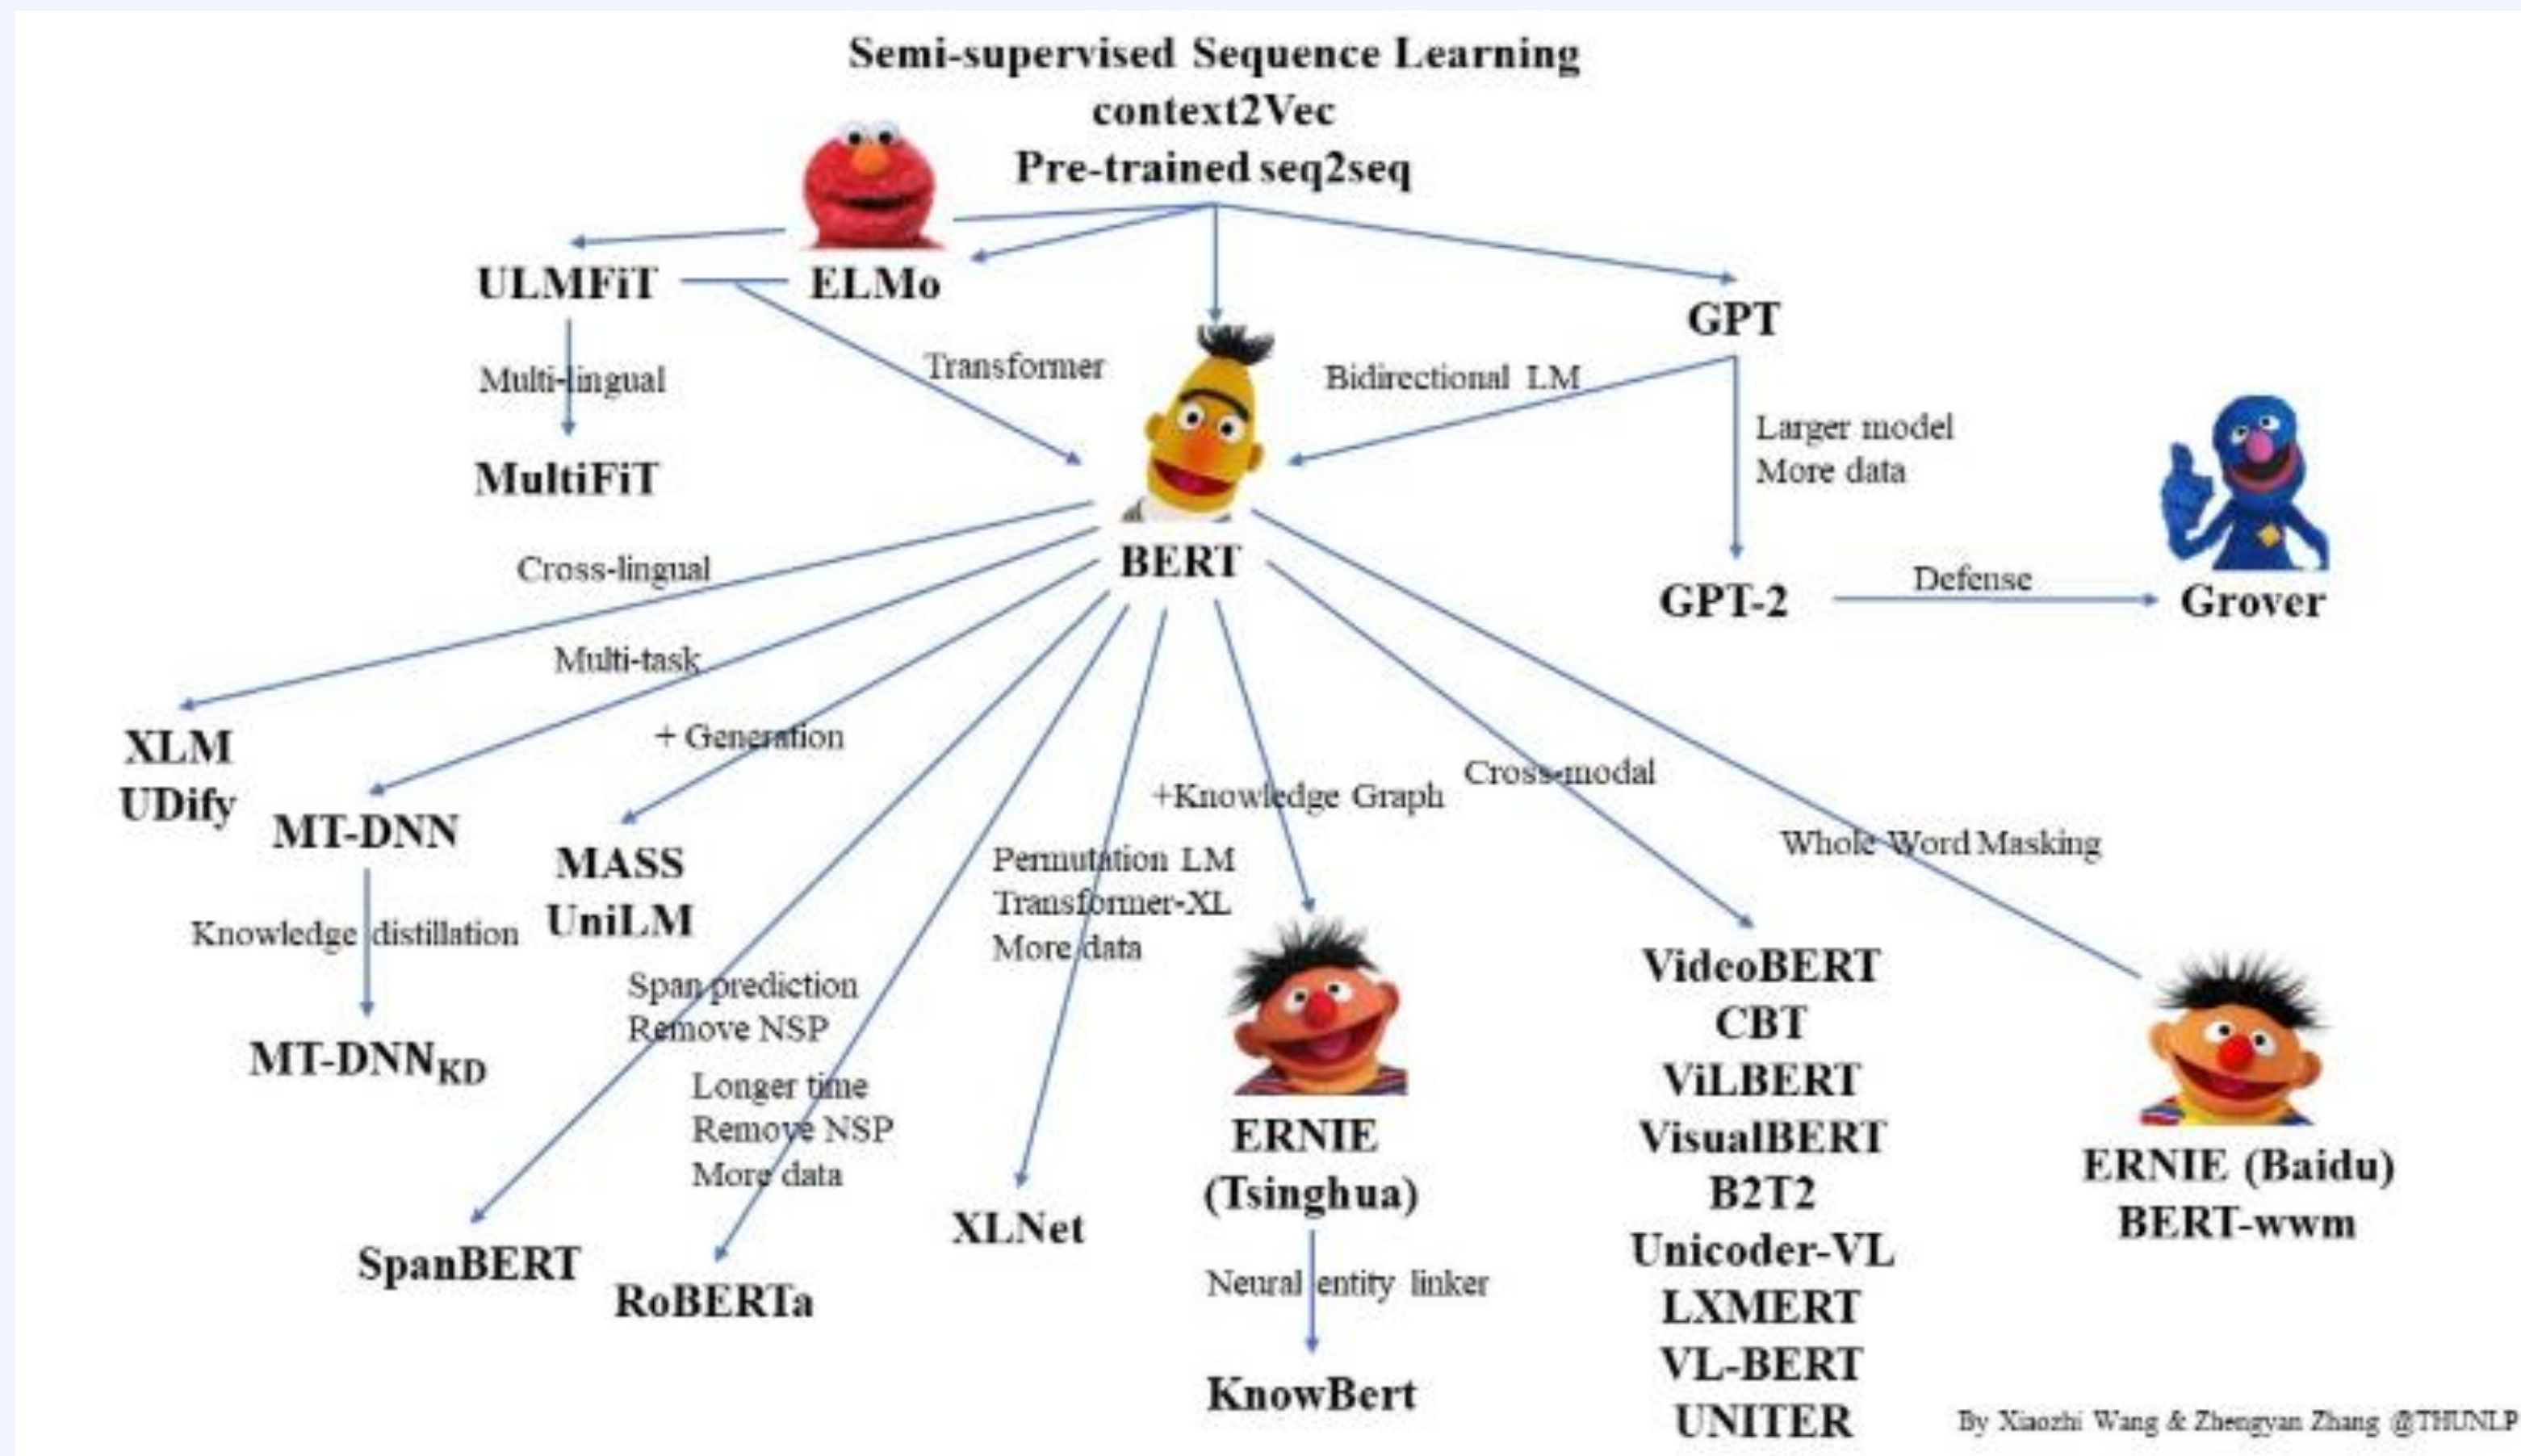 Semi-supervised Sequence Learning
context2Vec
Pre-trained seq2seq
ULMFiT
ELMo
GPT
Multi-lingual
Transformer
Bidirectional LM
Larger model
More data
MultiFiT
BERT
Cross-lingual
Defense
GPT-2
Grover
Multi-task
+ Generation
XLM
UDify
MT-DNN
MASS
UniLM
Knowledge distillation
MT-DNNKD
+Knowledge Graph
Cross-modal
Whole Word Masking
Permutation LM
Transformer-XL
More data
Span prediction
Remove NSP
Longer time
Remove NSP
More data
SpanBERT
RoBERTa
XLNet
ERNIE
(Tsinghua)
Neural entity linker
KnowBert
VideoBERT
CBT
ViLBERT
VisualBERT
B2T2
Unicoder-VL
LXMERT
VL-BERT
UNITER
ERNIE (Baidu)
BERT-wwm
By Xiaozhi Wang & Zhengyan Zhang @THUNLP